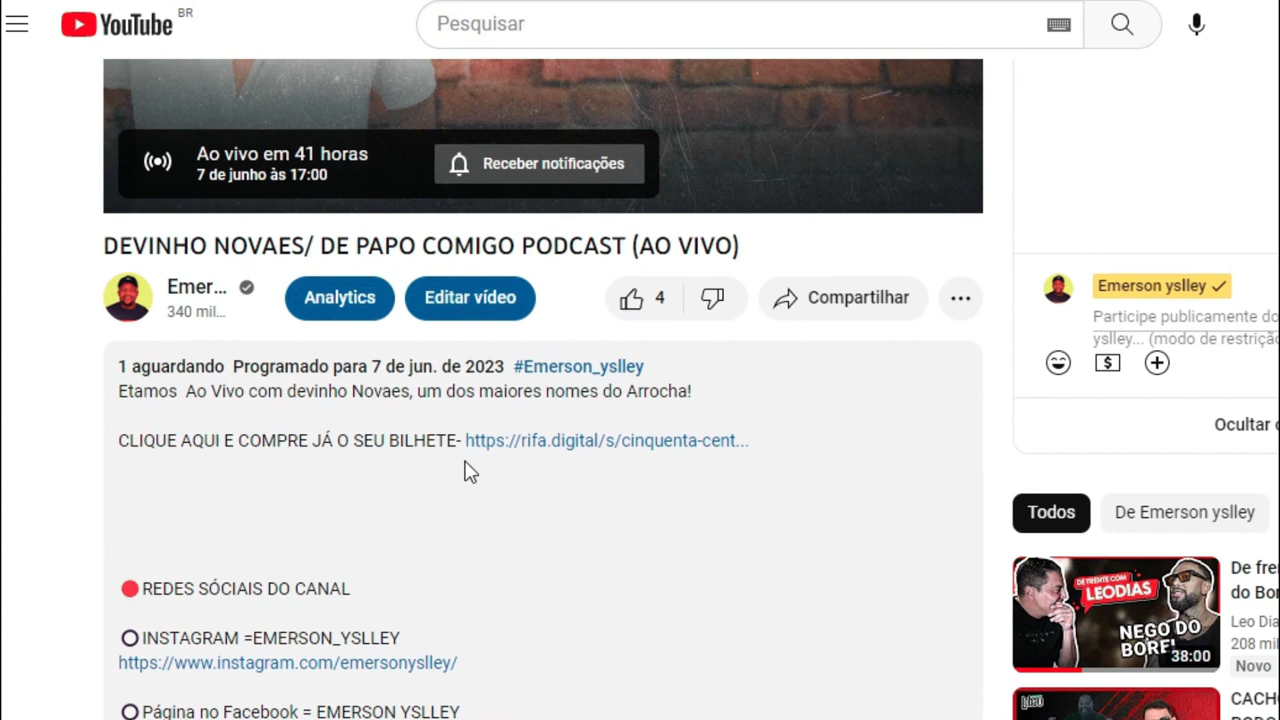 YouTube BR
Pesquisar
Ao vivo em 41 horas
7 de junho às 17:00
Receber notificações
DEVINHO NOVAES/ DE PAPO COMIGO PODCAST (AO VIVO)
Emer...
340 mil...
Analytics
Editar vídeo
4
Compartilhar
1 aguardando Programado para 7 de jun. de 2023 #Emerson_yslley
Etamos Ao Vivo com devinho Novaes, um dos maiores nomes do Arrocha!
CLIQUE AQUI E COMPRE JÁ O SEU BILHETE- https://rifa.digital/s/cinquenta-cent...
REDES SÓCIAIS DO CANAL
INSTAGRAM =EMERSON_YSLLEY
https://www.instagram.com/emersonyslley/
Página no Facebook = EMERSON YSLLEY
Emerson yslley
Participe publicamente do
yslley... (modo de restrição
Ocultar
Todos
De Emerson yslley
DE FRENTE COM
LEODIAS
NEGO DO
BOREL
38:00
De fre
do Bor
Leo Dia
208 mil
Novo
CACHO